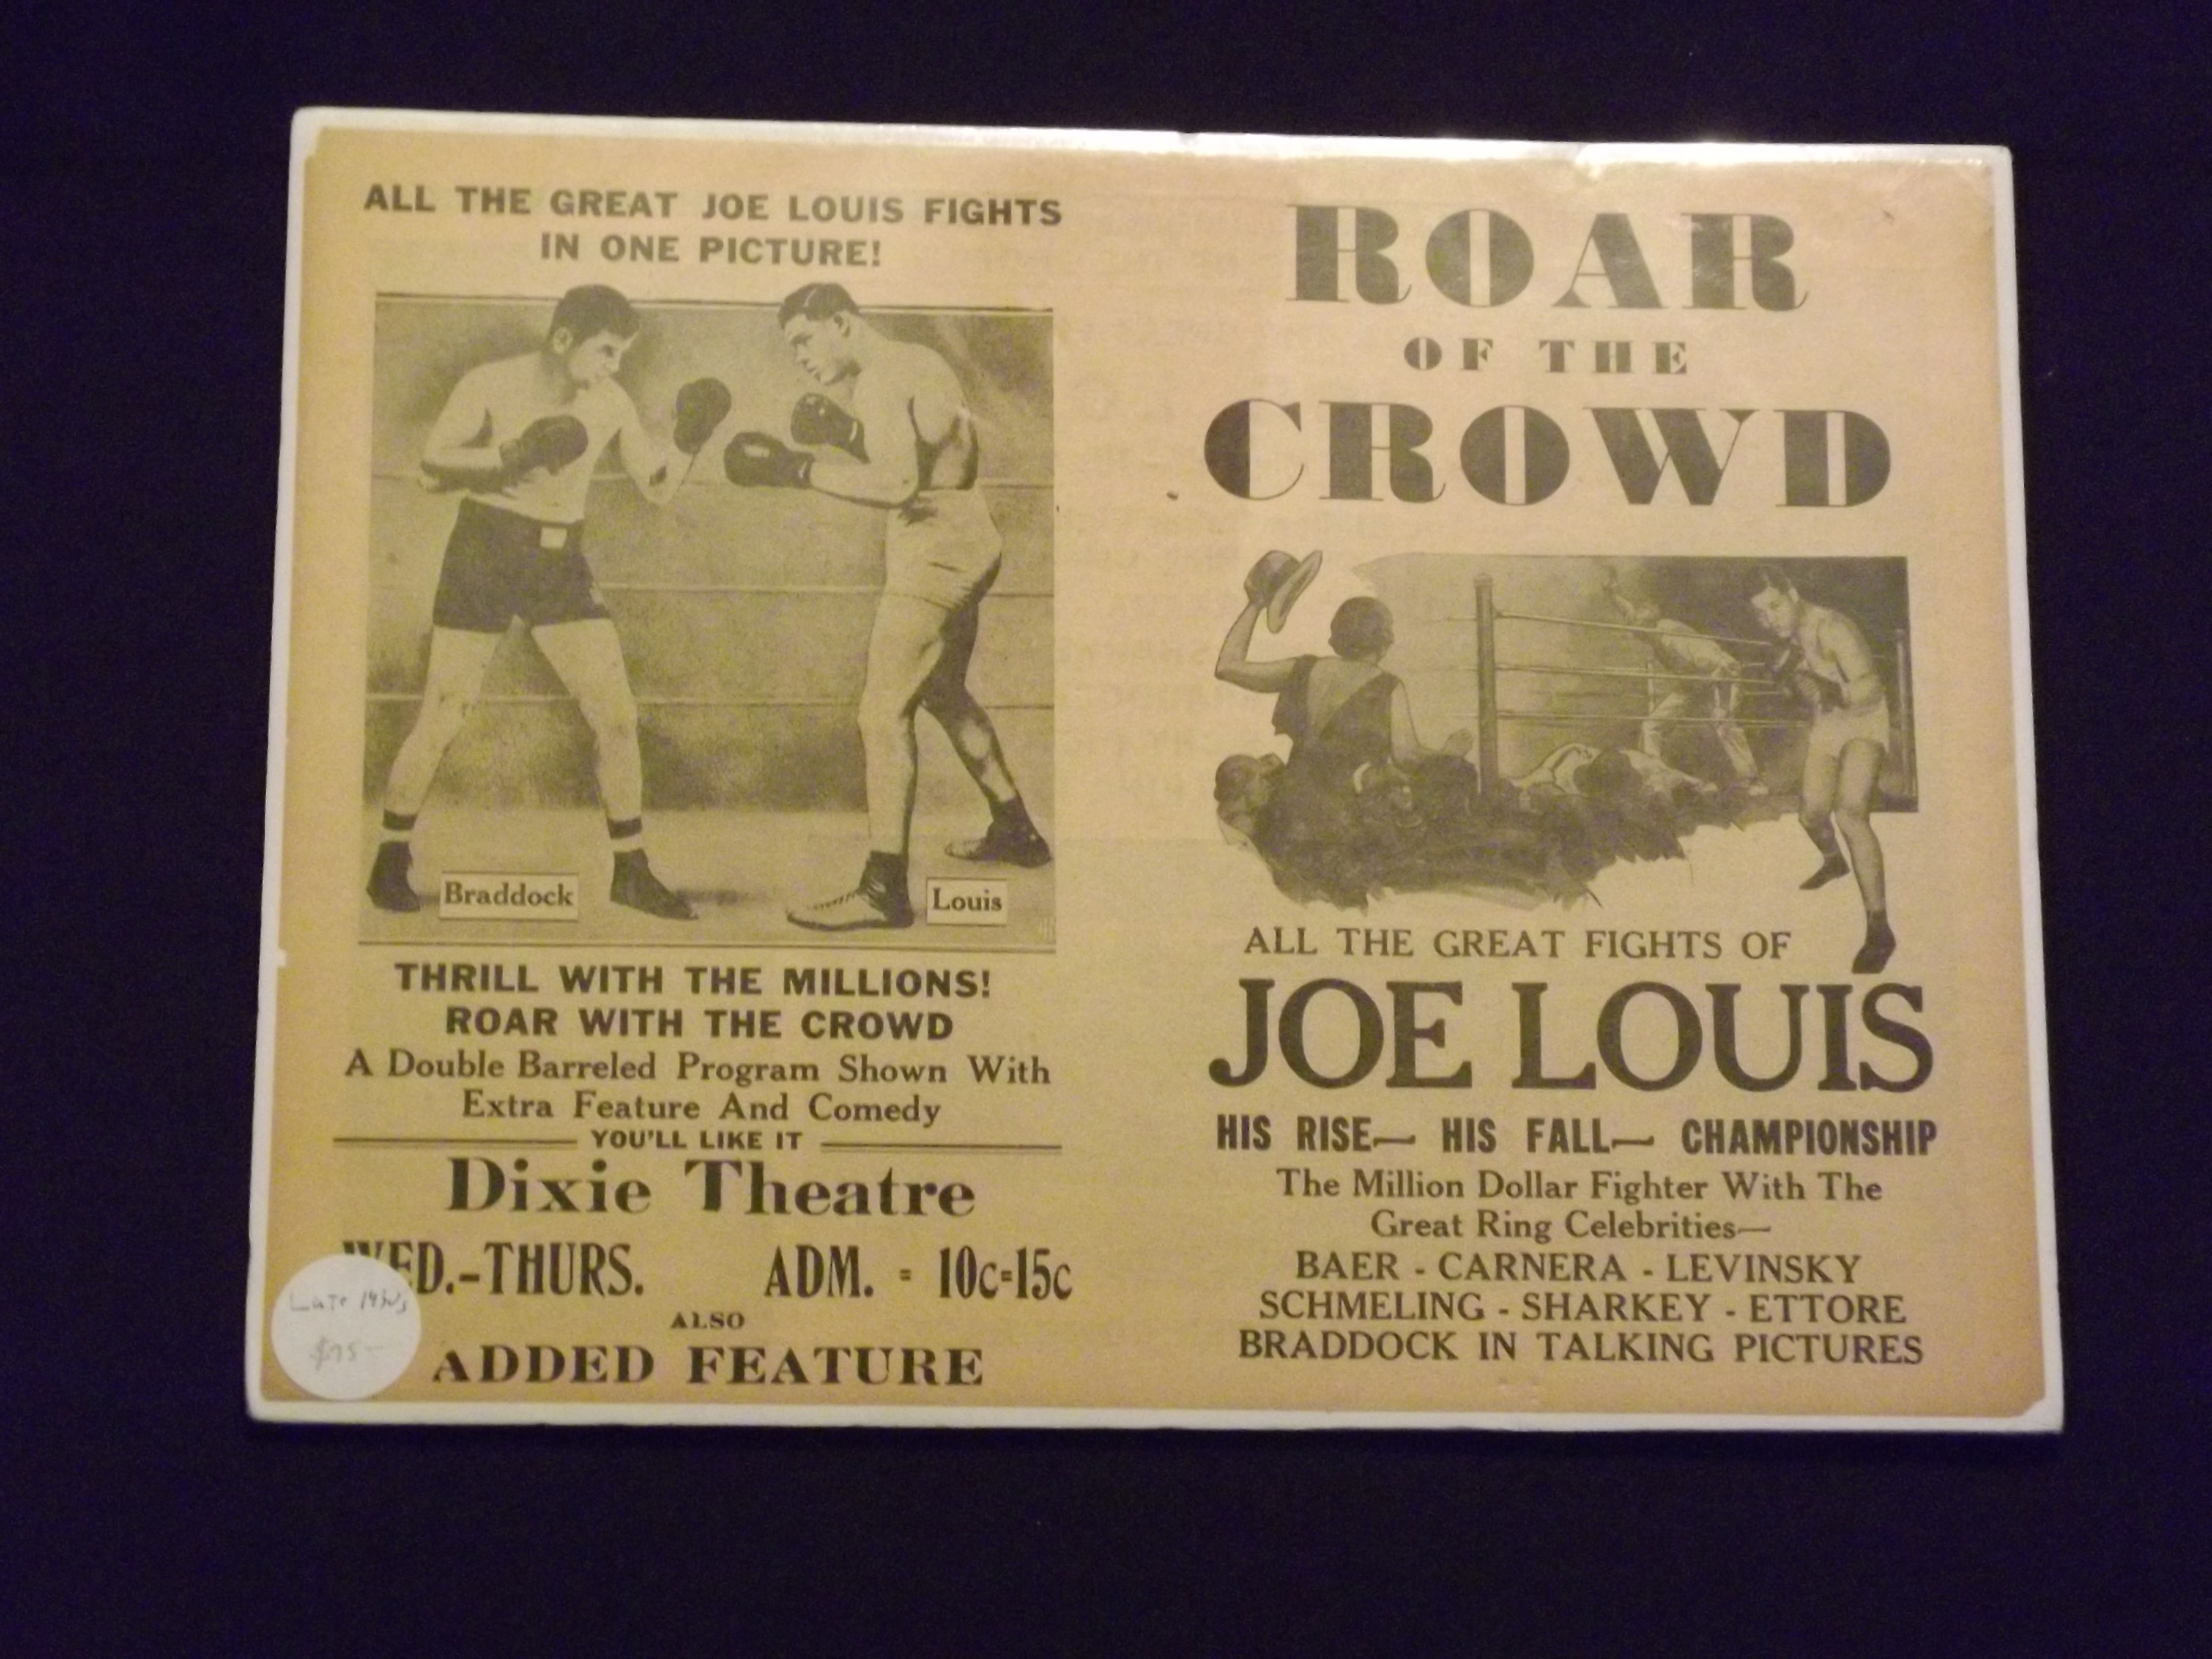 ALL THE GREAT JOE LOUIS FIGHTS
IN ONE PICTURE!
Braddock
Louis
THRILL WITH THE MILLIONS!
ROAR WITH THE CROWD
A Double Barreled Program Shown With
Extra Feature And Comedy
YOU'LL LIKE IT
Dixie Theatre
WED.-THURS. ADM. = 10c=15c
ALSO
ADDED FEATURE
Late
ROAR
OF THE
CROWD
ALL THE GREAT FIGHTS OF
JOE LOUIS
HIS RISE— HIS FALL— CHAMPIONSHIP
The Million Dollar Fighter With The
Great Ring Celebrities—
BAER - CARNERA - LEVINSKY
SCHMELING - SHARKEY - ETTORE
BRADDOCK IN TALKING PICTURES